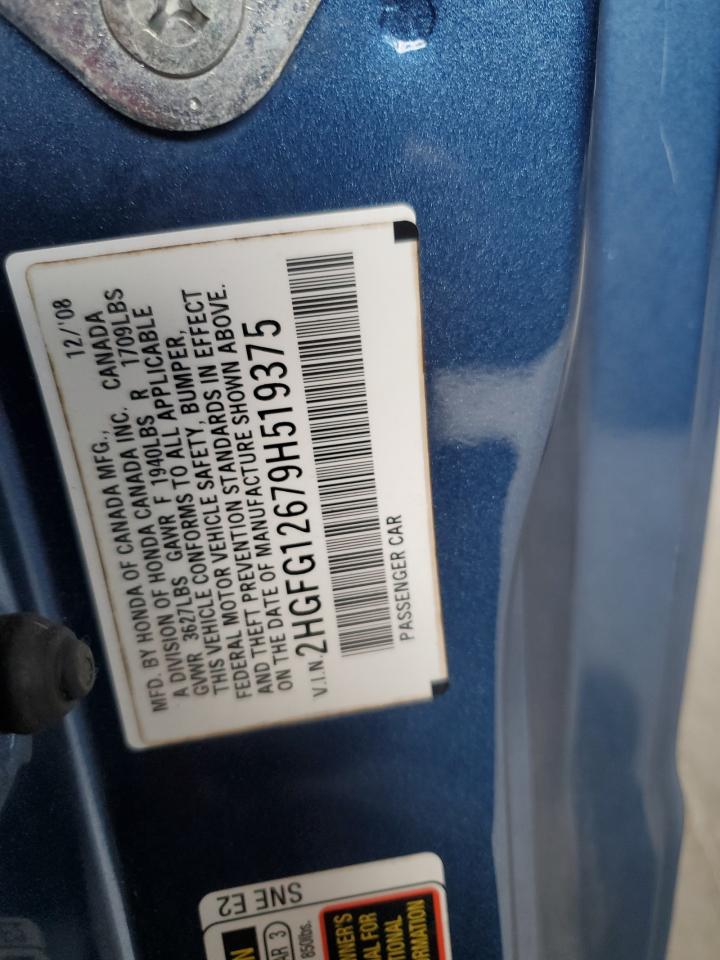 12/'08
MFD. BY HONDA OF CANADA MFG., CANADA
A DIVISION OF HONDA CANADA INC.
GVWR 3627LBS GAWR F 1940LBS R 1709LBS
THIS VEHICLE CONFORMS TO ALL APPLICABLE
FEDERAL MOTOR VEHICLE SAFETY, BUMPER,
AND THEFT PREVENTION STANDARDS IN EFFECT
ON THE DATE OF MANUFACTURE SHOWN ABOVE.
V.I.N. 2HGFG12679H519375
PASSENGER CAR
SNE E2
850lbs.